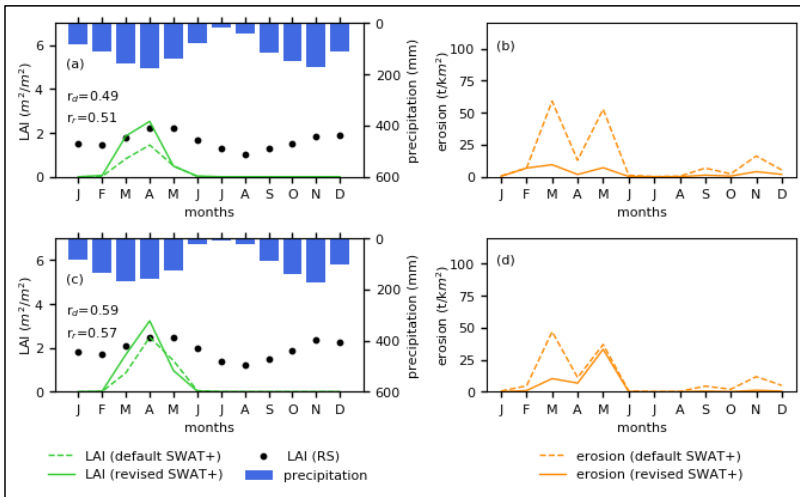 0
6
4
2
0
LAI (m²/m²)
(a)
r_d=0.49
r_r=0.51
0
200
400
600
precipitation (mm)
J F M A M J J A S O N D
months
100
75
50
25
0
erosion (t/km²)
(b)
J F M A M J J A S O N D
months
6
4
2
0
LAI (m²/m²)
(c)
r_d=0.59
r_r=0.57
0
200
400
600
precipitation (mm)
J F M A M J J A S O N D
months
100
75
50
25
0
erosion (t/km²)
(d)
J F M A M J J A S O N D
months
LAI (default SWAT+)
LAI (revised SWAT+)
LAI (RS)
precipitation
erosion (default SWAT+)
erosion (revised SWAT+)